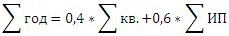 ∑ год = 0,4 * ∑ кв. + 0,6 * ∑ ИП